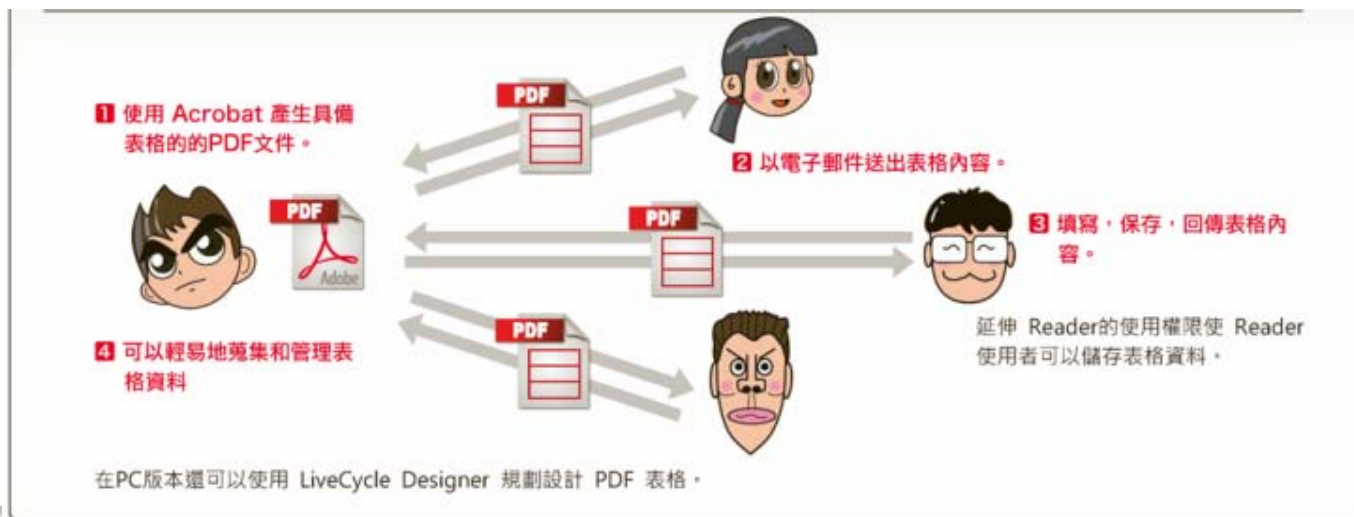 PDF
1 使用 Acrobat 產生具備
表格的的PDF文件。
2 以電子郵件送出表格內容。
PDF
Adobe
PDF
3 填寫,保存,回傳表格內
容。
延伸 Reader的使用權限使 Reader
使用者可以儲存表格資料。
PDF
4 可以輕易地蒐集和管理表
格資料
在PC版本還可以使用 LiveCycle Designer 規劃設計 PDF 表格。